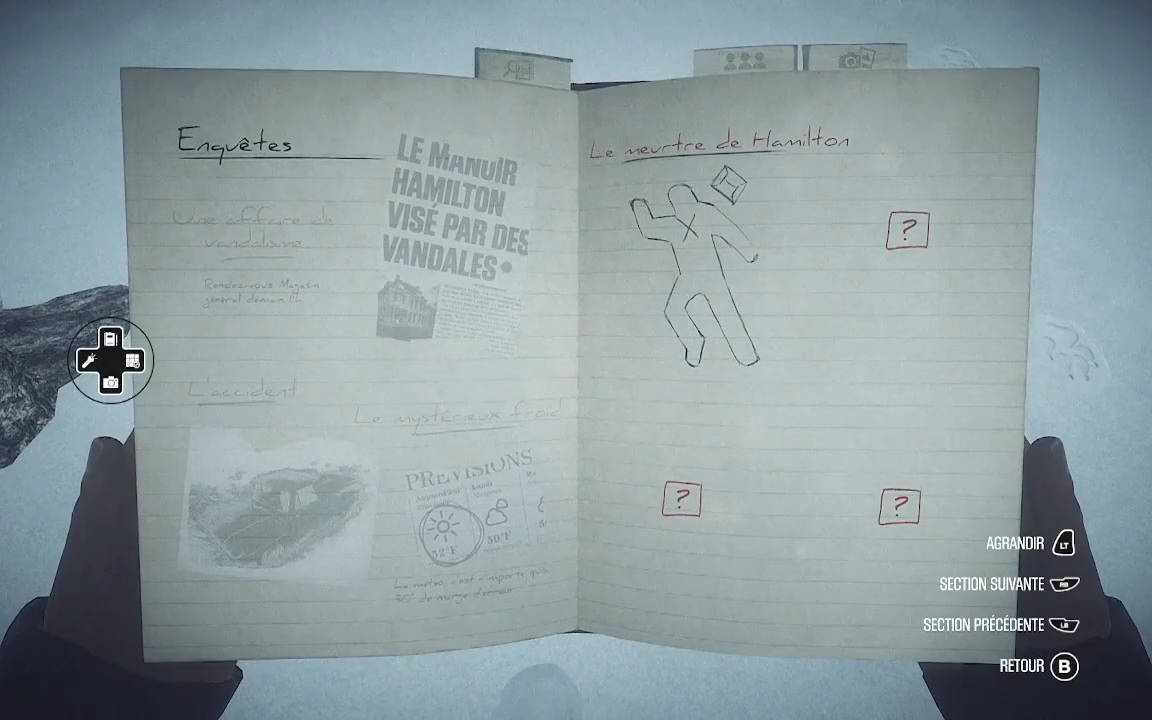 Enquêtes
LE MANUIR
HAMILTON
VISÉ PAR DES
VANDALES
Une affaire de
vandalisme
Rendez-vous Magasin
général demain 11h
L'accident
Le mystérieux froid
PREVISIONS
Aujourd'hui
Lundi
52°F
50°F
La météo, c'est n'importe quoi
30° de marge d'erreur
Le meurtre de Hamilton
?
?
?
AGRANDIR LT
SECTION SUIVANTE
SECTION PRÉCÉDENTE LB
RETOUR B